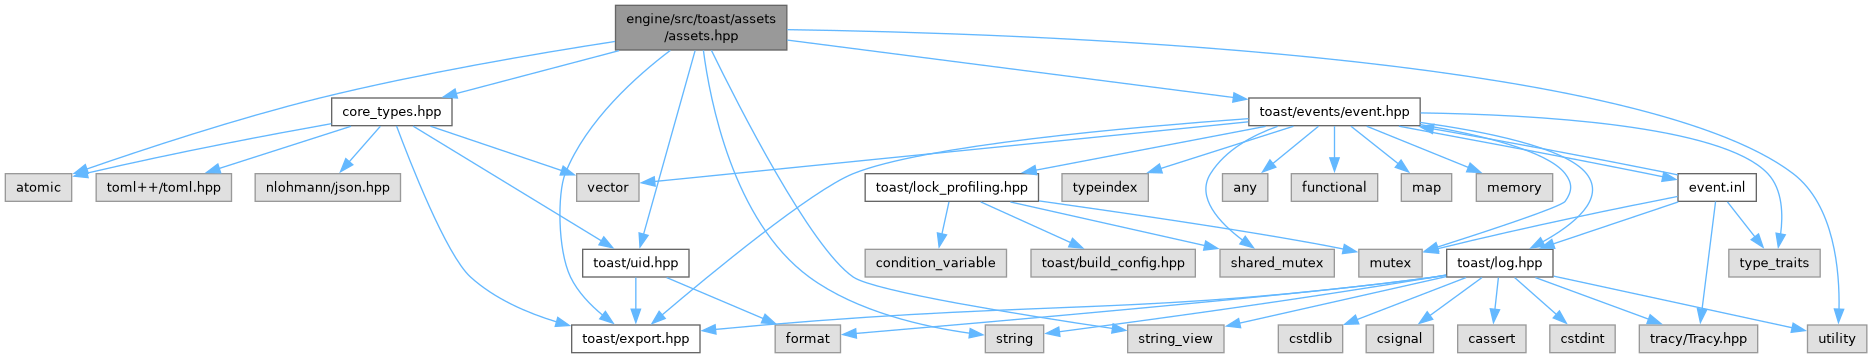 engine/src/toast/assets
/assets.hpp
core_types.hpp
toast/events/event.hpp
atomic
toml++/toml.hpp
nlohmann/json.hpp
vector
toast/lock_profiling.hpp
typeindex
any
functional
map
memory
event.inl
toast/uid.hpp
condition_variable
toast/build_config.hpp
shared_mutex
mutex
toast/log.hpp
type_traits
toast/export.hpp
format
string
string_view
cstdlib
csignal
cassert
cstdint
tracy/Tracy.hpp
utility